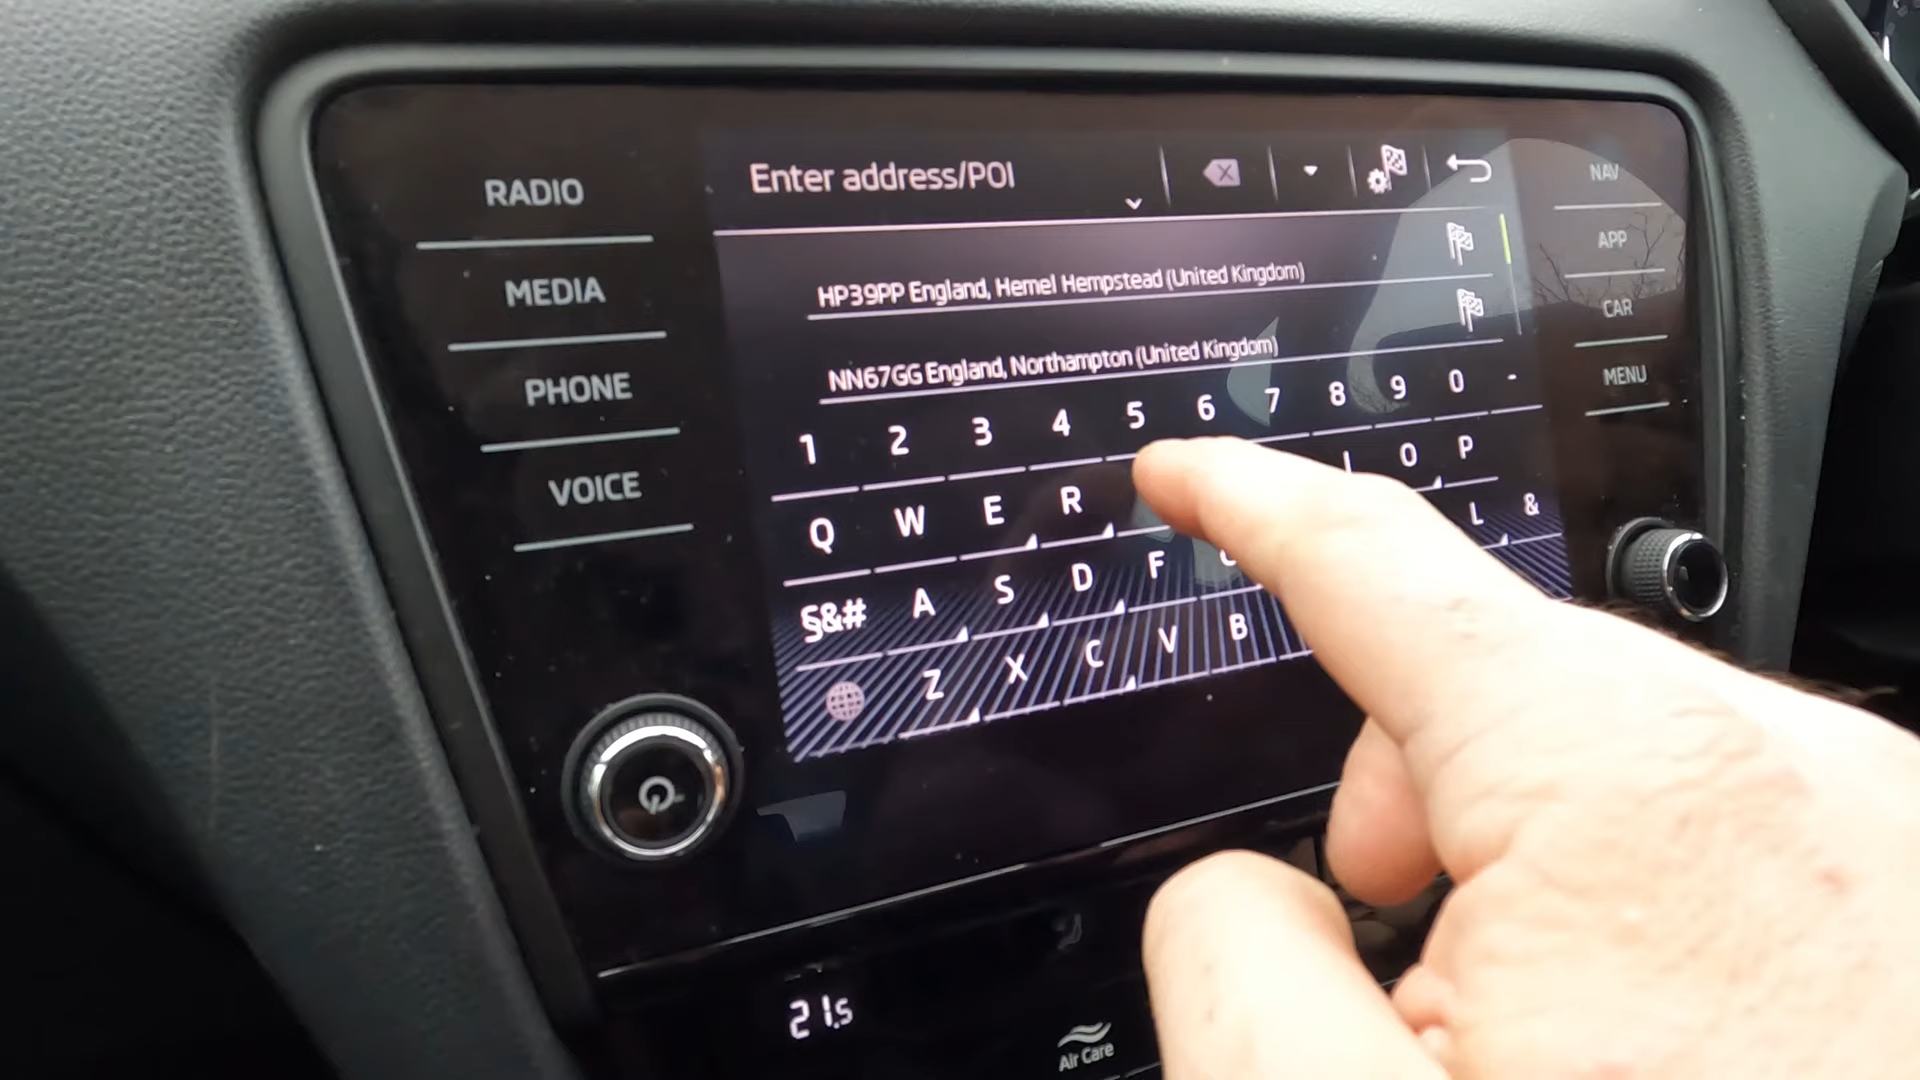 RADIO
MEDIA
PHONE
VOICE
Enter address/POI
HP39PP England, Hemel Hempstead (United Kingdom)
NN67GG England, Northampton (United Kingdom)
1 2 3 4 5 6 7 8 9 0 -
Q W E R O P
§&# A S D F L &
Z X C V B
NAV
APP
CAR
MENU
21.5
Air Care